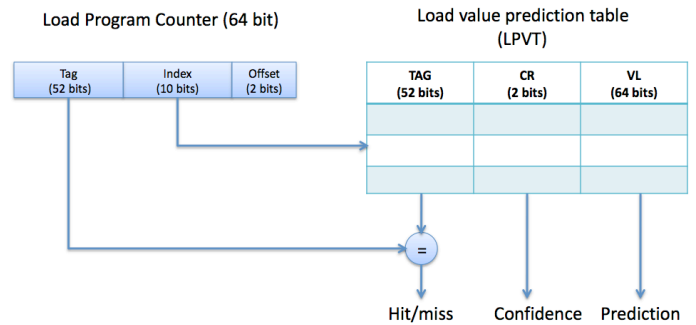 Load Program Counter (64 bit)
Load value prediction table
(LPVT)
Tag
(52 bits)
Index
(10 bits)
Offset
(2 bits)
TAG
(52 bits)
CR
(2 bits)
VL
(64 bits)
=
Hit/miss
Confidence
Prediction